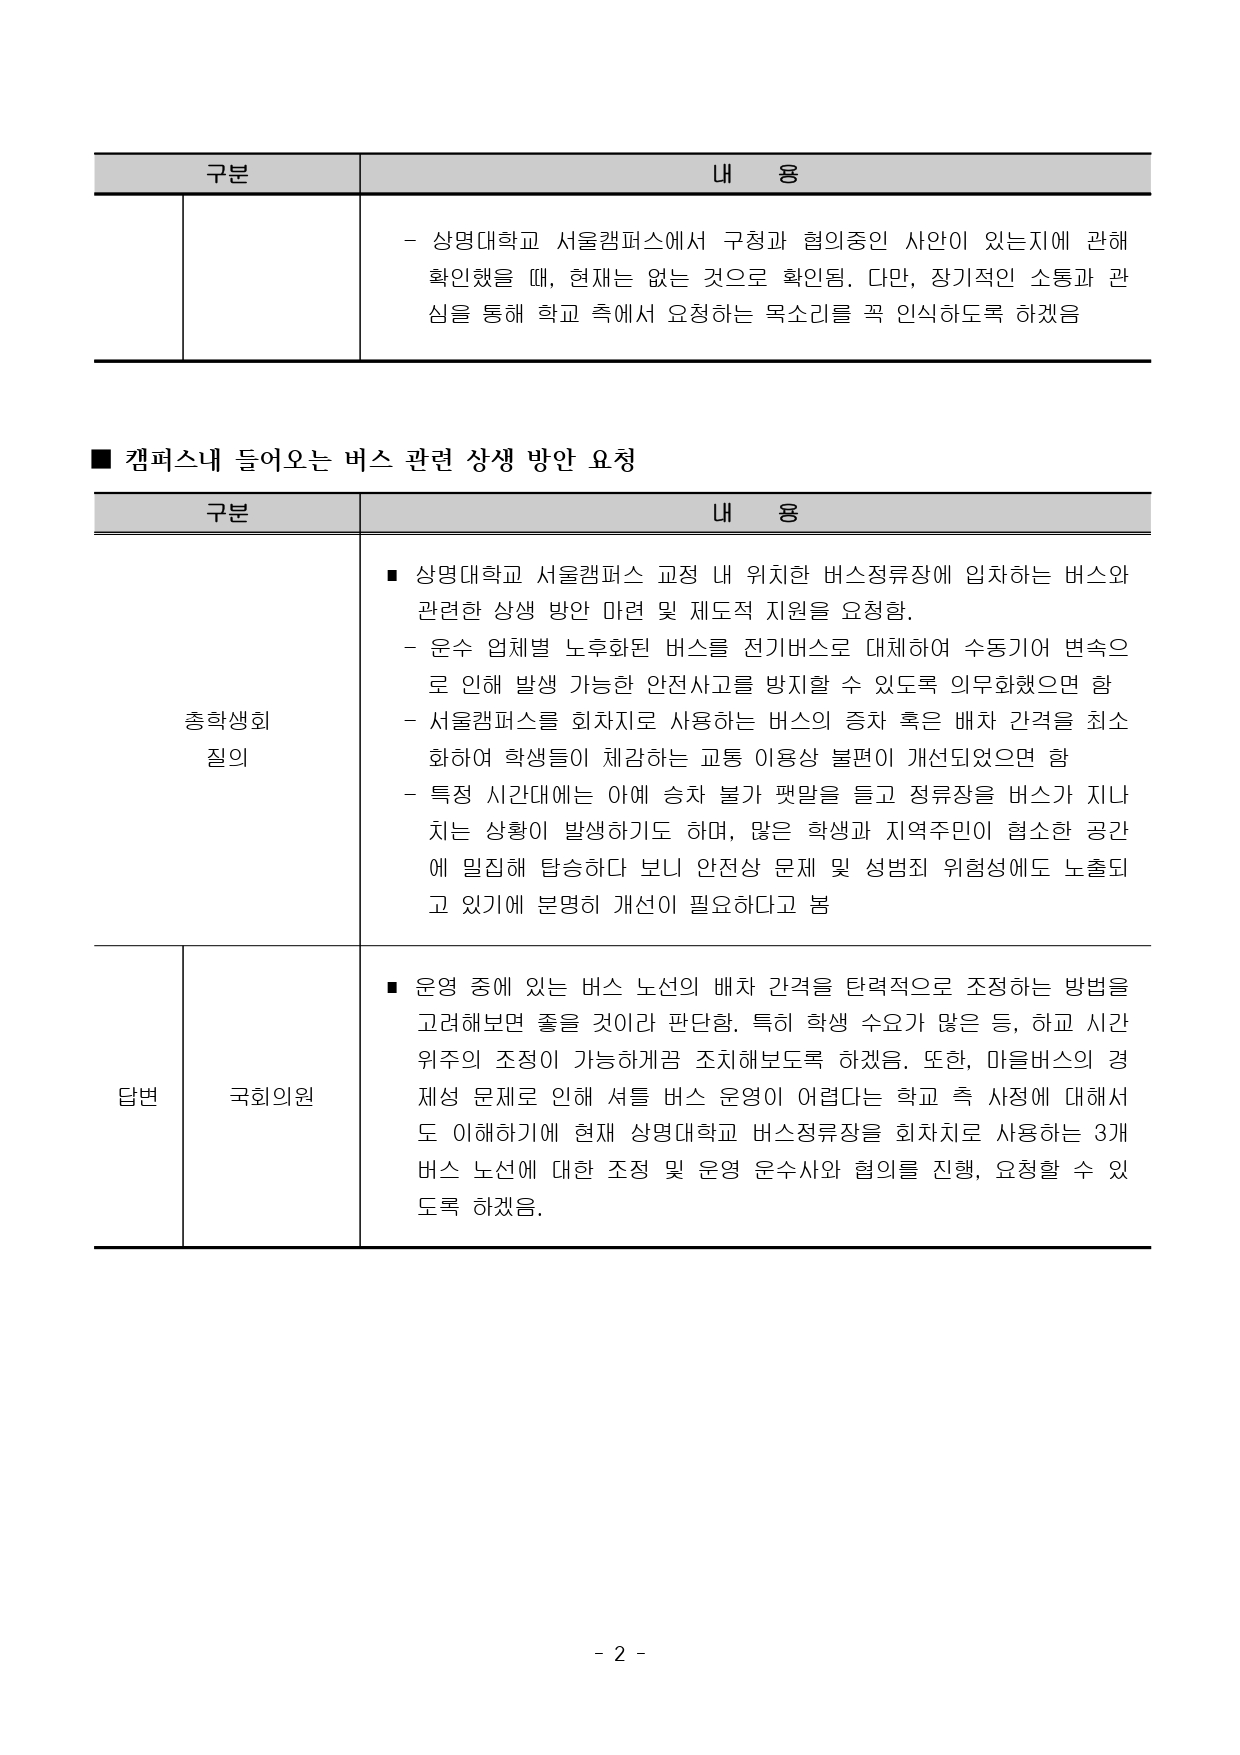 구분 내 용
- 상명대학교 서울캠퍼스에서 구청과 협의중인 사안이 있는지에 관해
확인했을 때, 현재는 없는 것으로 확인됨. 다만, 장기적인 소통과 관
심을 통해 학교 측에서 요청하는 목소리를 꼭 인식하도록 하겠음
■ 캠퍼스내 들어오는 버스 관련 상생 방안 요청
구분 내 용
총학생회
질의
■ 상명대학교 서울캠퍼스 교정 내 위치한 버스정류장에 입차하는 버스와
관련한 상생 방안 마련 및 제도적 지원을 요청함.
- 운수 업체별 노후화된 버스를 전기버스로 대체하여 수동기어 변속으
로 인해 발생 가능한 안전사고를 방지할 수 있도록 의무화했으면 함
- 서울캠퍼스를 회차지로 사용하는 버스의 증차 혹은 배차 간격을 최소
화하여 학생들이 체감하는 교통 이용상 불편이 개선되었으면 함
- 특정 시간대에는 아예 승차 불가 팻말을 들고 정류장을 버스가 지나
치는 상황이 발생하기도 하며, 많은 학생과 지역주민이 협소한 공간
에 밀집해 탑승하다 보니 안전상 문제 및 성범죄 위험성에도 노출되
고 있기에 분명히 개선이 필요하다고 봄
답변
국회의원
■ 운영 중에 있는 버스 노선의 배차 간격을 탄력적으로 조정하는 방법을
고려해보면 좋을 것이라 판단함. 특히 학생 수요가 많은 등, 하교 시간
위주의 조정이 가능하게끔 조치해보도록 하겠음. 또한, 마을버스의 경
제성 문제로 인해 셔틀 버스 운영이 어렵다는 학교 측 사정에 대해서
도 이해하기에 현재 상명대학교 버스정류장을 회차치로 사용하는 3개
버스 노선에 대한 조정 및 운영 운수사와 협의를 진행, 요청할 수 있
도록 하겠음.
- 2 -